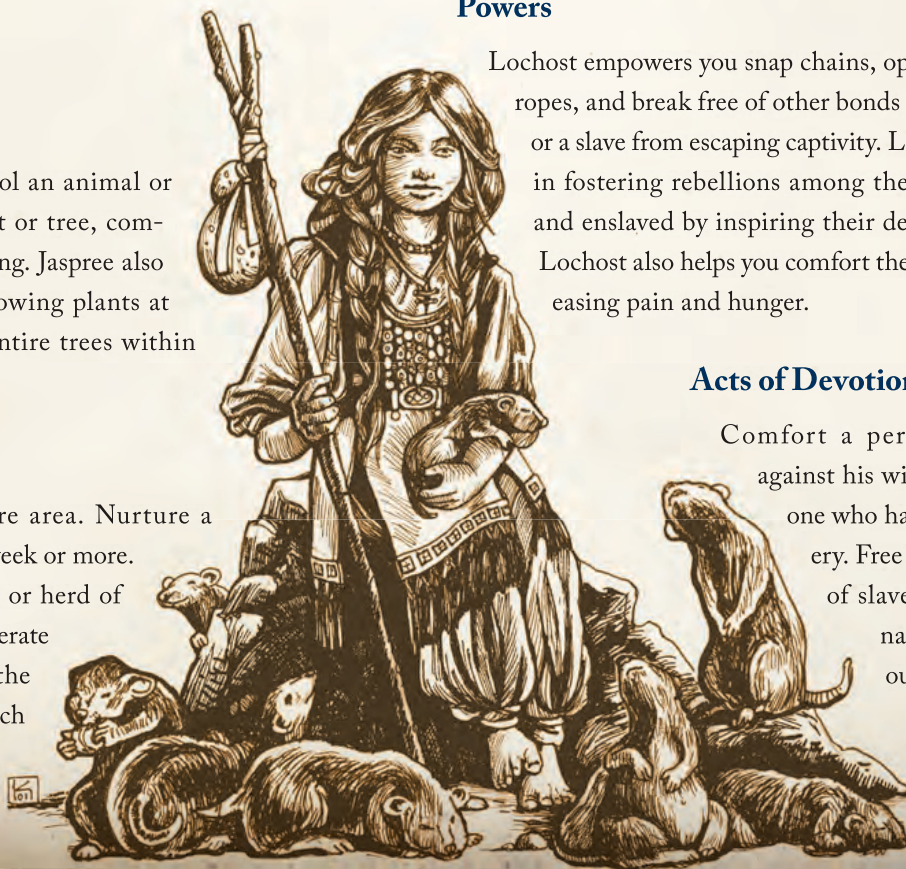 ol an animal or
t or tree, com-
ng. Jaspree also
owing plants at
ntire trees within
re area. Nurture a
eek or more.
or herd of
erate
the
ch
Powers
Lochost empowers you snap chains, op
ropes, and break free of other bonds
or a slave from escaping captivity. L
in fostering rebellions among the
and enslaved by inspiring their de
Lochost also helps you comfort the
easing pain and hunger.
Acts of Devotion
Comfort a per
against his wi
one who ha
ery. Free
of slave
na
ou